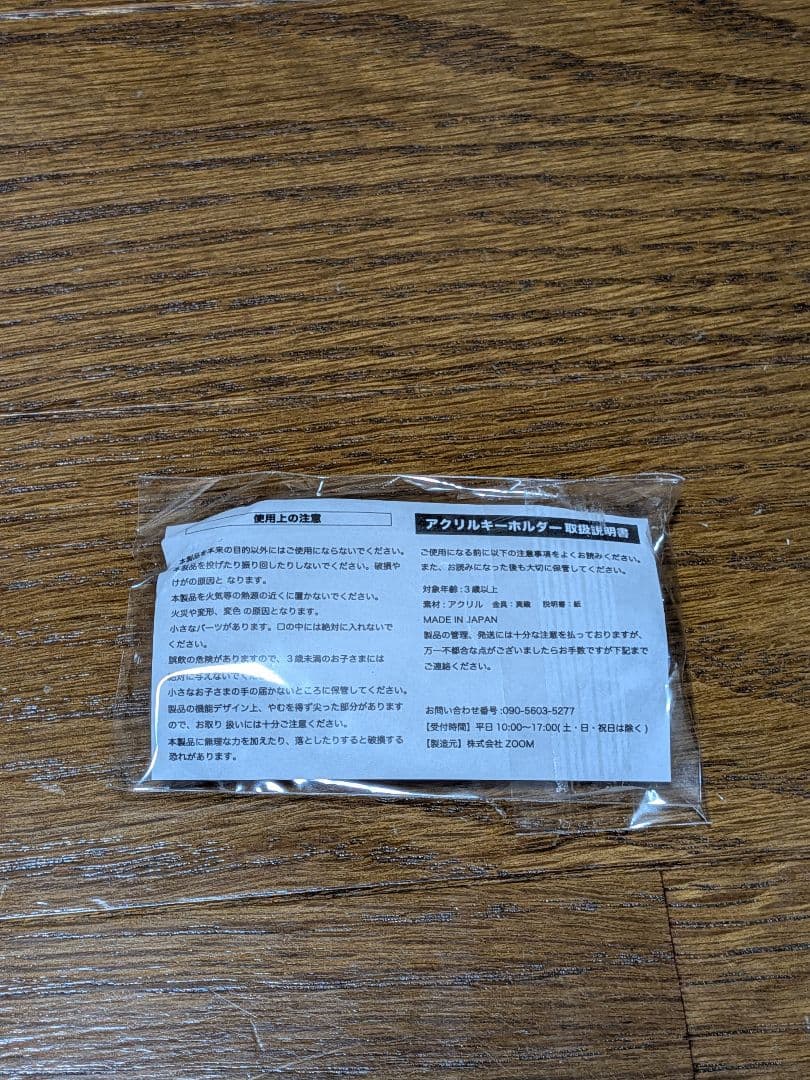 使用上の注意
本製品を本来の目的以外にはご使用にならないでください。
本製品を投げたり振り回したりしないでください。破損や
けがの原因と なります。
本製品を火気等の熱源の近くに置かないでください。
火災や変形、変色 の原因となります。
小さなパーツがあります。口の中には絶対に入れないで
ください。
誤飲の危険がありますので、3歳未満のお子さまには
絶対に与えないでください。
小さなお子さまの手の届かないところに保管してください。
製品の機能デザイン上、やむを得ず尖った部分があります
ので、お取り 扱いには十分ご注意ください。
本製品に無理な力を加えたり、落としたりすると破損する
恐れがあります。
アクリルキーホルダー 取扱説明書
ご使用になる前に以下の注意事項をよくお読みください。
また、お読みになった後も大切に保管してください。
対象年齢:3歳以上
素材:アクリル 金具:真鍮 説明書:紙
MADE IN JAPAN
製品の管理、発送には十分な注意を払っておりますが、
万一不都合な点がございましたらお手数ですが下記まで
ご連絡ください。
お問い合わせ番号:090-5603-5277
【受付時間】平日10:00〜17:00(土・日・祝日は除く)
【製造元】株式会社 ZOOM